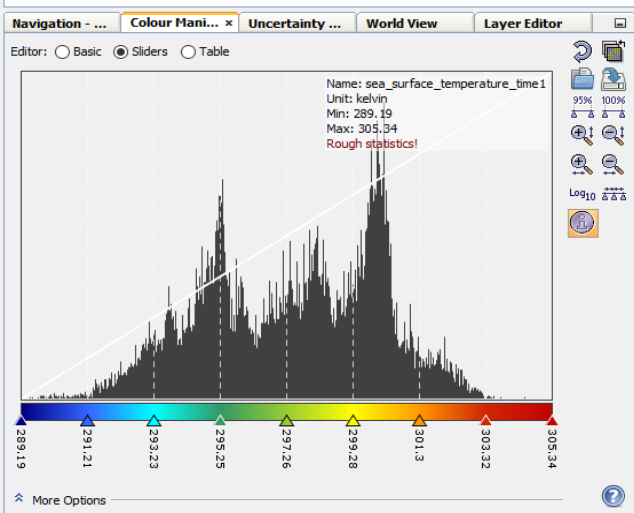 Navigation - ... Colour Mani... × Uncertainty ... World View Layer Editor
Editor: Basic Sliders Table
Name: sea_surface_temperature_time1
Unit: kelvin
Min: 289.19
Max: 305.34
Rough statistics!
95% 100%
Log10
289.19 291.21 293.23 295.25 297.26 299.28 301.3 303.32 305.34
More Options